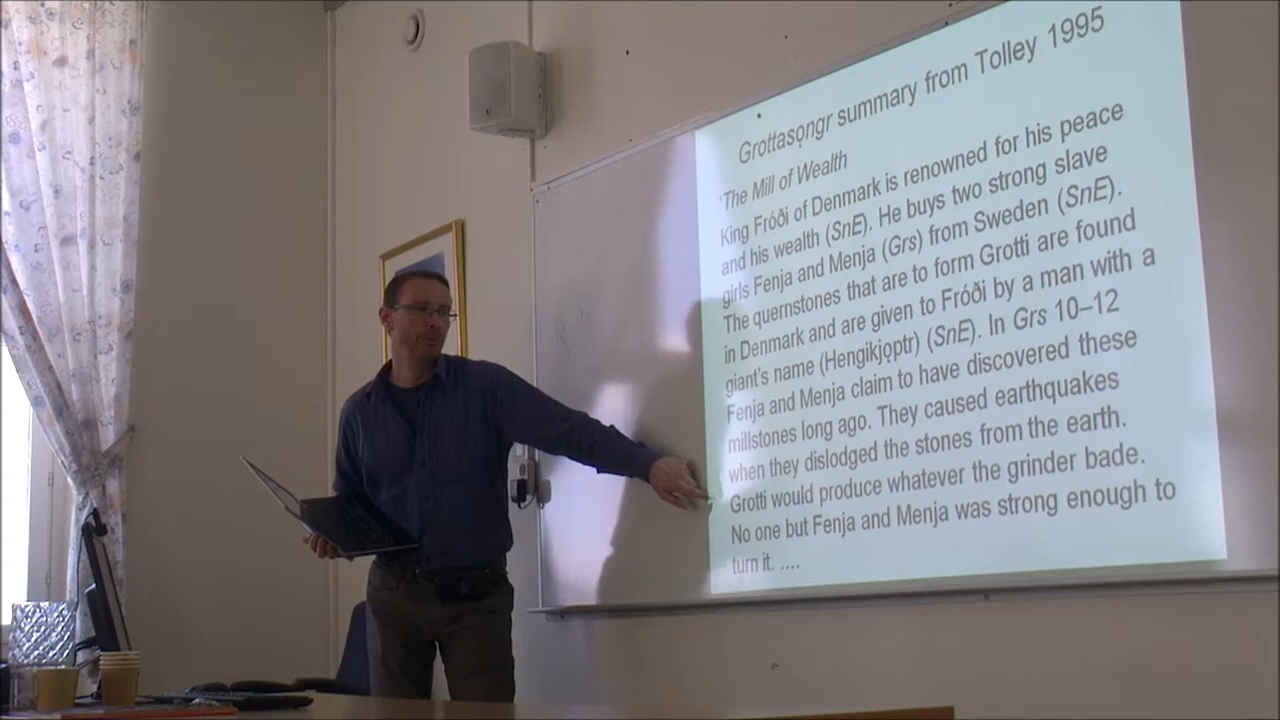 Grottasǫngr summary from Tolley 1995
'The Mill of Wealth
King Fróði of Denmark is renowned for his peace
and his wealth (SnE). He buys two strong slave
girls Fenja and Menja (Grs) from Sweden (SnE).
The quernstones that are to form Grotti are found
in Denmark and are given to Fróði by a man with a
giant's name (Hengikjǫptr) (SnE). In Grs 10–12
Fenja and Menja claim to have discovered these
millstones long ago. They caused earthquakes
when they dislodged the stones from the earth.
Grotti would produce whatever the grinder bade.
No one but Fenja and Menja was strong enough to
turn it. ....